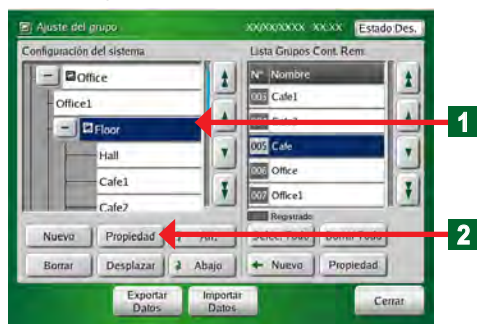 Ajuste del grupo XX/XX/XXXX XX:XX Estado Des.
Configuración del sistema
Office
Office1
Floor
Hall
Cafe1
Cafe2
Nuevo Propiedad
Borrar Desplazar Abajo
Lista Grupos Cont. Rem.
Nº Nombre
003 Cafe1
005 Cafe
006 Office
007 Office1
Registrado
Nuevo Propiedad
Exportar Datos
Importar Datos
Cerrar
1
2